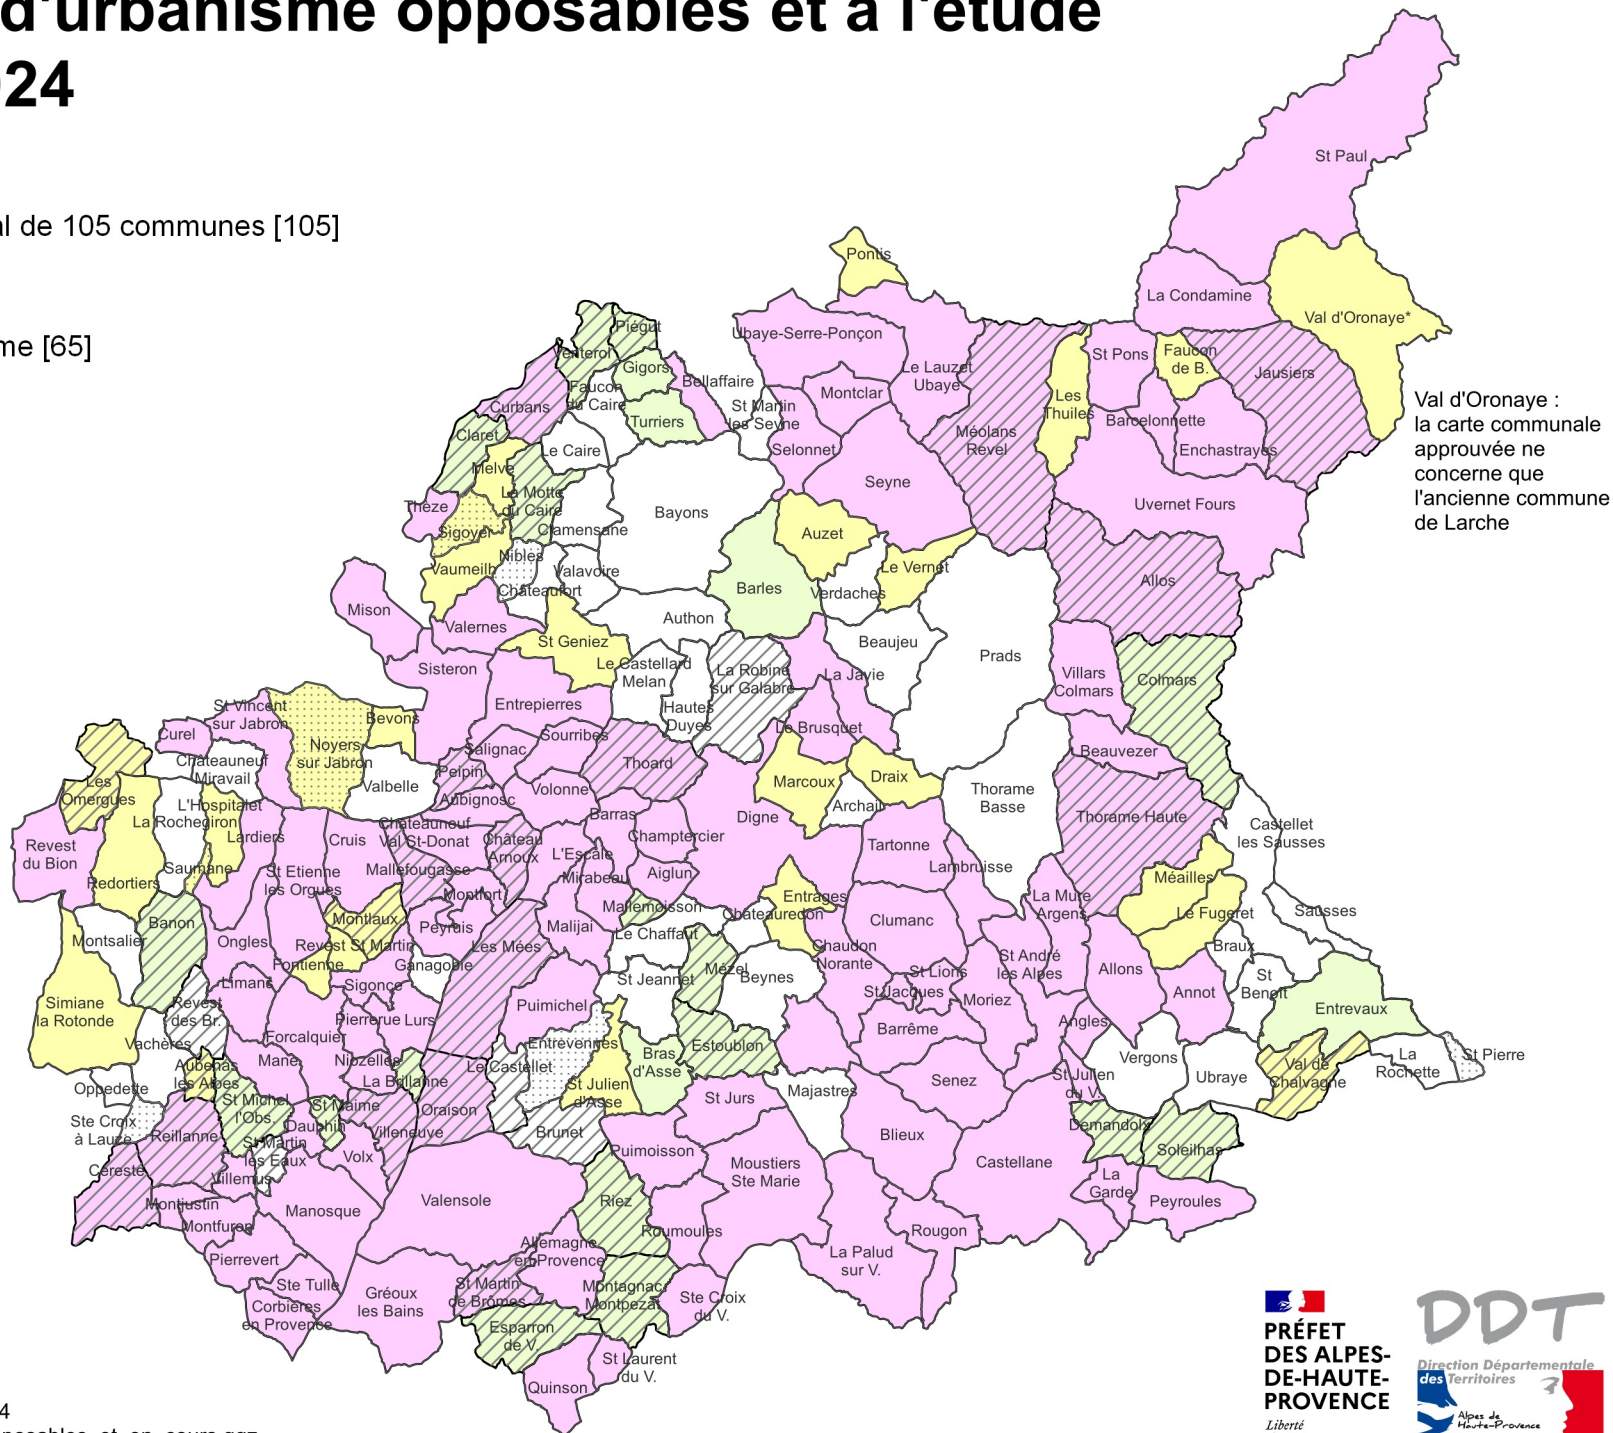 d'urbanisme opposables et à l'étude
024
al de 105 communes [105]
me [65]
St Paul
Pontis
La Condamine
Val d'Oronaye*
Ubaye-Serre-Ponçon
Piégut
Venterol
Gigors
Bellaffaire
Le Lauzet
Ubaye
St Pons
Faucon
de B.
Jausiers
Montclar
Faucon
du Caire
Curbans
Turriers
St Martin
les Seyne
Les
Thuiles
Barcelonnette
Val d'Oronaye :
la carte communale
approuvée ne
concerne que
l'ancienne commune
de Larche
Claret
Le Caire
Selonnet
Méolans
Revel
Enchastrayes
Melve
Seyne
La Motte
du Caire
Thèze
Bayons
Uvernet Fours
Sigoyer
Clamensane
Auzet
Nibles
Vaumeilh
Valavoire
Le Vernet
Châteaufort
Barles
Verdaches
Allos
Mison
Valernes
Authon
St Geniez
Beaujeu
Prads
Sisteron
Le Castellard
Melan
La Robine
sur Galabre
La Javie
Villars
Colmars
Colmars
Entrepierres
Hautes
Duyes
St Vincent
sur Jabron
Bevons
Curel
Noyers
sur Jabron
Salignac
Sourribes
Le Brusquet
Beauvezer
Châteauneuf
Miravail
Peipin
Thoard
Valbelle
Volonne
Marcoux
Draix
Les
Omergues
Aubignosc
Archail
Thorame
Basse
L'Hospitalet
La Rochegiron
Barras
Digne
Thorame Haute
Lardiers
Cruis
Châteauneuf
Val St-Donat
Château
Arnoux
Champtercier
Castellet
les Sausses
Revest
du Bion
L'Escale
Tartonne
Lambruisse
Saumane
St Etienne
les Orgues
Mallefougasse
Mirabeau
Aiglun
Méailles
Redortiers
Montfort
Entrages
La Mure
Argens
Banon
Montlaux
Mallemoisson
Chateauredon
Le Fugeret
Sausses
Montsalier
Ongles
Peyruis
Malijai
Clumanc
Revest St Martin
Les Mées
Le Chaffaut
Chaudon
Norante
Braux
Fontienne
Ganagobie
St André
les Alpes
Limans
Sigonce
St Jeannet
Mézel
Beynes
St Lions
Allons
St
Benoît
St Jacques
Annot
Simiane
la Rotonde
Revest
des Br.
Puimichel
Moriez
Entrevaux
Pierrerue
Lurs
Angles
Vachères
Forcalquier
Barrême
Entrevennes
Estoublon
Aubenas
les Alpes
Mane
Niozelles
Bras
d'Asse
Vergons
Val de
Chalvagne
La
Rochette
St Pierre
Oppedette
La Brillanne
Le Castellet
St Julien
d'Asse
Majastres
Senez
St Julien
du V.
Ubraye
St Michel
l'Obs.
St Maime
Oraison
St Jurs
Ste Croix
à Lauze
Dauphin
Demandolx
Reillanne
Villeneuve
Brunet
Blieux
St Martin
les Eaux
Volx
Puimoisson
Soleilhas
Céreste
Villemus
Moustiers
Ste Marie
Castellane
La
Garde
Montjustin
Manosque
Valensole
Riez
Peyroules
Montfuron
Roumoules
Rougon
Pierrevert
Allemagne
en Provence
La Palud
sur V.
Ste Tulle
Gréoux
les Bains
St Martin
de Brômes
Montagnac
Montpezat
Ste Croix
du V.
Corbières
en Provence
Esparron
de V.
St Laurent
du V.
Quinson
PRÉFET
DES ALPES-
DE-HAUTE-
PROVENCE
Liberté
DDT
Direction Départementale
des Territoires
Alpes de
Haute-Provence
4